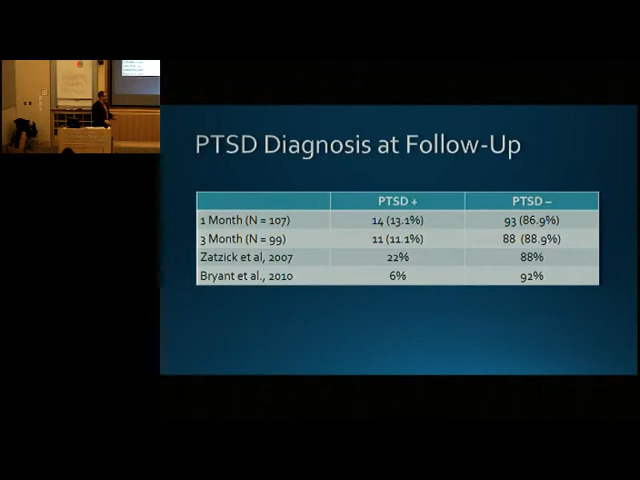 PTSD Diagnosis at Follow-Up
PTSD + PTSD –
1 Month (N = 107) 14 (13.1%) 93 (86.9%)
3 Month (N = 99) 11 (11.1%) 88 (88.9%)
Zatzick et al, 2007 22% 88%
Bryant et al., 2010 6% 92%